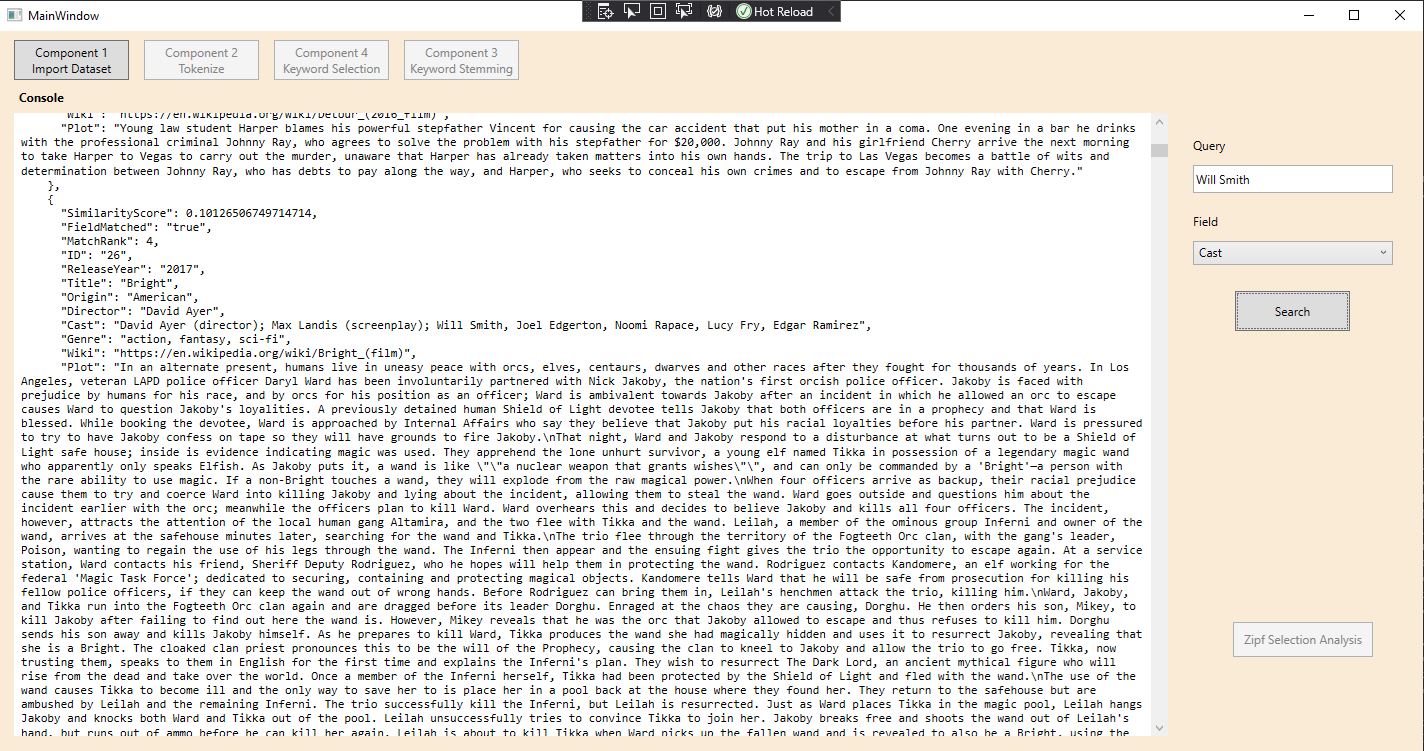 MainWindow
Hot Reload
Component 1
Import Dataset
Component 2
Tokenize
Component 4
Keyword Selection
Component 3
Keyword Stemming
Console
"Wiki": "https://en.wikipedia.org/wiki/Detour_(2016_film)",
"Plot": "Young law student Harper blames his powerful stepfather Vincent for causing the car accident that put his mother in a coma. One evening in a bar he drinks
with the professional criminal Johnny Ray, who agrees to solve the problem with his stepfather for $20,000. Johnny Ray and his girlfriend Cherry arrive the next morning
to take Harper to Vegas to carry out the murder, unaware that Harper has already taken matters into his own hands. The trip to Las Vegas becomes a battle of wits and
determination between Johnny Ray, who has debts to pay along the way, and Harper, who seeks to conceal his own crimes and to escape from Johnny Ray with Cherry."
},
{
"SimilarityScore": 0.10126506749714714,
"FieldMatched": "true",
"MatchRank": 4,
"ID": "26",
"ReleaseYear": "2017",
"Title": "Bright",
"Origin": "American",
"Director": "David Ayer",
"Cast": "David Ayer (director); Max Landis (screenplay); Will Smith, Joel Edgerton, Noomi Rapace, Lucy Fry, Edgar Ramirez",
"Genre": "action, fantasy, sci-fi",
"Wiki": "https://en.wikipedia.org/wiki/Bright_(film)",
"Plot": "In an alternate present, humans live in uneasy peace with orcs, elves, centaurs, dwarves and other races after they fought for thousands of years. In Los
Angeles, veteran LAPD police officer Daryl Ward has been involuntarily partnered with Nick Jakoby, the nation's first orcish police officer. Jakoby is faced with
prejudice by humans for his race, and by orcs for his position as an officer; Ward is ambivalent towards Jakoby after an incident in which he allowed an orc to escape
causes Ward to question Jakoby's loyalities. A previously detained human Shield of Light devotee tells Jakoby that both officers are in a prophecy and that Ward is
blessed. While booking the devotee, Ward is approached by Internal Affairs who say they believe that Jakoby put his racial loyalties before his partner. Ward is pressured
to try to have Jakoby confess on tape so they will have grounds to fire Jakoby.\nThat night, Ward and Jakoby respond to a disturbance at what turns out to be a Shield of
Light safe house; inside is evidence indicating magic was used. They apprehend the lone unhurt survivor, a young elf named Tikka in possession of a legendary magic wand
who apparently only speaks Elfish. As Jakoby puts it, a wand is like \"\"a nuclear weapon that grants wishes\"\", and can only be commanded by a 'Bright'—a person with
the rare ability to use magic. If a non-Bright touches a wand, they will explode from the raw magical power.\nWhen four officers arrive as backup, their racial prejudice
cause them to try and coerce Ward into killing Jakoby and lying about the incident, allowing them to steal the wand. Ward goes outside and questions him about the
incident earlier with the orc; meanwhile the officers plan to kill Ward. Ward overhears this and decides to believe Jakoby and kills all four officers. The incident,
however, attracts the attention of the local human gang Altamira, and the two flee with Tikka and the wand. Leilah, a member of the ominous group Inferni and owner of the
wand, arrives at the safehouse minutes later, searching for the wand and Tikka.\nThe trio flee through the territory of the Fogteeth Orc clan, with the gang's leader,
Poison, wanting to regain the use of his legs through the wand. The Inferni then appear and the ensuing fight gives the trio the opportunity to escape again. At a service
station, Ward contacts his friend, Sheriff Deputy Rodriguez, who he hopes will help them in protecting the wand. Rodriguez contacts Kandomere, an elf working for the
federal 'Magic Task Force'; dedicated to securing, containing and protecting magical objects. Kandomere tells Ward that he will be safe from prosecution for killing his
fellow police officers, if they can keep the wand out of wrong hands. Before Rodriguez can bring them in, Leilah's henchmen attack the trio, killing him.\nWard, Jakoby,
and Tikka run into the Fogteeth Orc clan again and are dragged before its leader Dorghu. Enraged at the chaos they are causing, Dorghu. He then orders his son, Mikey, to
kill Jakoby after failing to find out here the wand is. However, Mikey reveals that he was the orc that Jakoby allowed to escape and thus refuses to kill him. Dorghu
sends his son away and kills Jakoby himself. As he prepares to kill Ward, Tikka produces the wand she had magically hidden and uses it to resurrect Jakoby, revealing that
she is a Bright. The cloaked clan priest pronounces this to be the will of the Prophecy, causing the clan to kneel to Jakoby and allow the trio to go free. Tikka, now
trusting them, speaks to them in English for the first time and explains the Inferni's plan. They wish to resurrect The Dark Lord, an ancient mythical figure who will
rise from the dead and take over the world. Once a member of the Inferni herself, Tikka had been protected by the Shield of Light and fled with the wand.\nThe use of the
wand causes Tikka to become ill and the only way to save her to is place her in a pool back at the house where they found her. They return to the safehouse but are
ambushed by Leilah and the remaining Inferni. The trio successfully kill the Inferni, but Leilah is resurrected. Just as Ward places Tikka in the magic pool, Leilah hangs
Jakoby and knocks both Ward and Tikka out of the pool. Leilah unsuccessfully tries to convince Tikka to join her. Jakoby breaks free and shoots the wand out of Leilah's
hand, but runs out of ammo before he can kill her again. Leilah is about to kill Tikka when Ward picks up the fallen wand and is revealed to also be a Bright, using the
Query
Will Smith
Field
Cast
Search
Zipf Selection Analysis